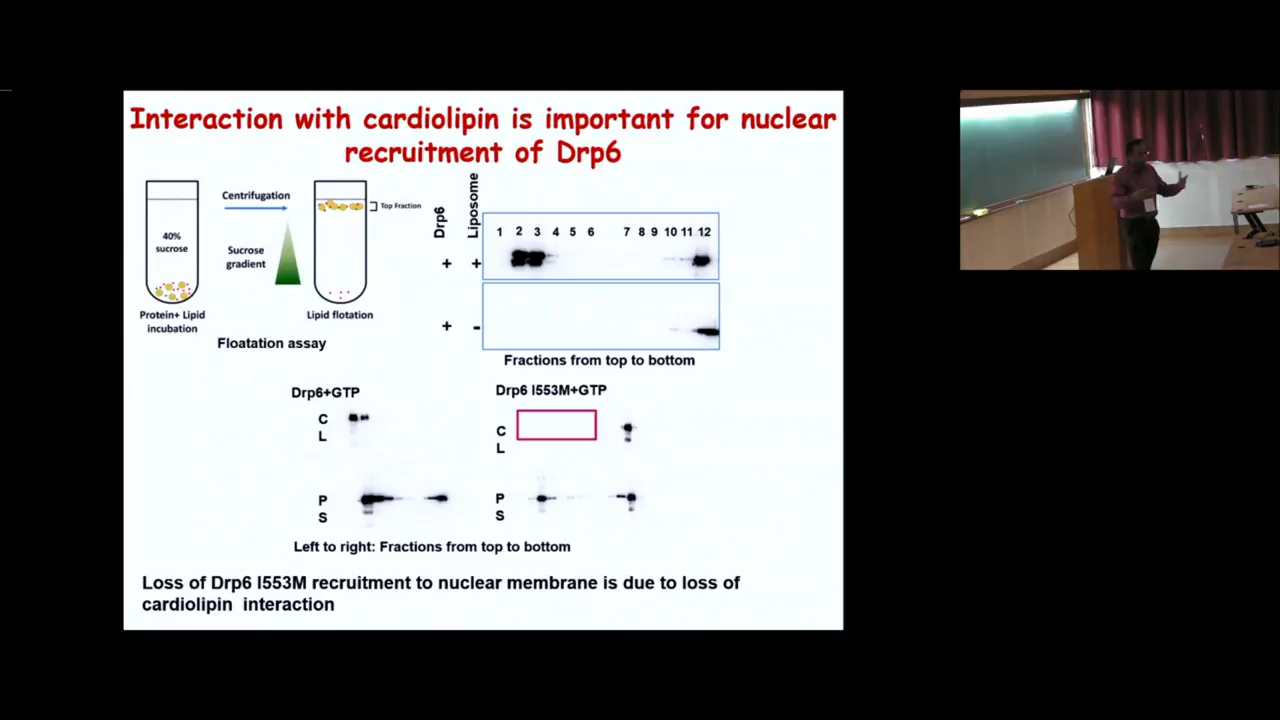 Interaction with cardiolipin is important for nuclear
recruitment of Drp6
Centrifugation
Top Fraction
40%
sucrose
Sucrose
gradient
Protein+ Lipid
incubation
Lipid flotation
Floatation assay
Drp6
Liposome
1 2 3 4 5 6 7 8 9 10 11 12
+ +
+ -
Fractions from top to bottom
Drp6+GTP
C
L
P
S
Drp6 I553M+GTP
C
L
P
S
Left to right: Fractions from top to bottom
Loss of Drp6 I553M recruitment to nuclear membrane is due to loss of
cardiolipin interaction